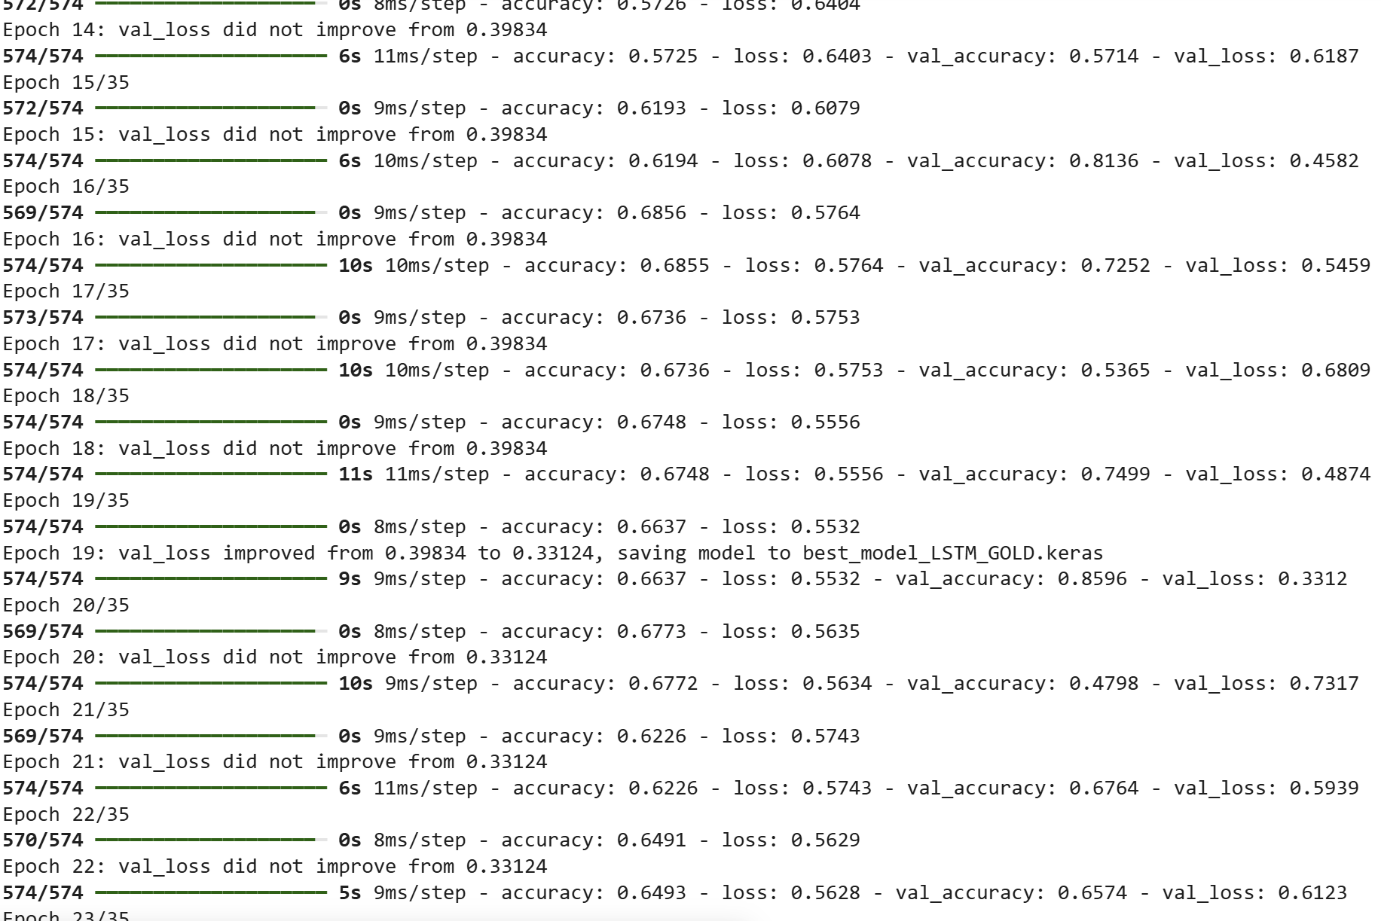 572/574 0s 8ms/step - accuracy: 0.5726 - loss: 0.6404
Epoch 14: val_loss did not improve from 0.39834
574/574 6s 11ms/step - accuracy: 0.5725 - loss: 0.6403 - val_accuracy: 0.5714 - val_loss: 0.6187
Epoch 15/35
572/574 0s 9ms/step - accuracy: 0.6193 - loss: 0.6079
Epoch 15: val_loss did not improve from 0.39834
574/574 6s 10ms/step - accuracy: 0.6194 - loss: 0.6078 - val_accuracy: 0.8136 - val_loss: 0.4582
Epoch 16/35
569/574 0s 9ms/step - accuracy: 0.6856 - loss: 0.5764
Epoch 16: val_loss did not improve from 0.39834
574/574 10s 10ms/step - accuracy: 0.6855 - loss: 0.5764 - val_accuracy: 0.7252 - val_loss: 0.5459
Epoch 17/35
573/574 0s 9ms/step - accuracy: 0.6736 - loss: 0.5753
Epoch 17: val_loss did not improve from 0.39834
574/574 10s 10ms/step - accuracy: 0.6736 - loss: 0.5753 - val_accuracy: 0.5365 - val_loss: 0.6809
Epoch 18/35
574/574 0s 9ms/step - accuracy: 0.6748 - loss: 0.5556
Epoch 18: val_loss did not improve from 0.39834
574/574 11s 11ms/step - accuracy: 0.6748 - loss: 0.5556 - val_accuracy: 0.7499 - val_loss: 0.4874
Epoch 19/35
574/574 0s 8ms/step - accuracy: 0.6637 - loss: 0.5532
Epoch 19: val_loss improved from 0.39834 to 0.33124, saving model to best_model_LSTM_GOLD.keras
574/574 9s 9ms/step - accuracy: 0.6637 - loss: 0.5532 - val_accuracy: 0.8596 - val_loss: 0.3312
Epoch 20/35
569/574 0s 8ms/step - accuracy: 0.6773 - loss: 0.5635
Epoch 20: val_loss did not improve from 0.33124
574/574 10s 9ms/step - accuracy: 0.6772 - loss: 0.5634 - val_accuracy: 0.4798 - val_loss: 0.7317
Epoch 21/35
569/574 0s 9ms/step - accuracy: 0.6226 - loss: 0.5743
Epoch 21: val_loss did not improve from 0.33124
574/574 6s 11ms/step - accuracy: 0.6226 - loss: 0.5743 - val_accuracy: 0.6764 - val_loss: 0.5939
Epoch 22/35
570/574 0s 8ms/step - accuracy: 0.6491 - loss: 0.5629
Epoch 22: val_loss did not improve from 0.33124
574/574 5s 9ms/step - accuracy: 0.6493 - loss: 0.5628 - val_accuracy: 0.6574 - val_loss: 0.6123
Epoch 23/35